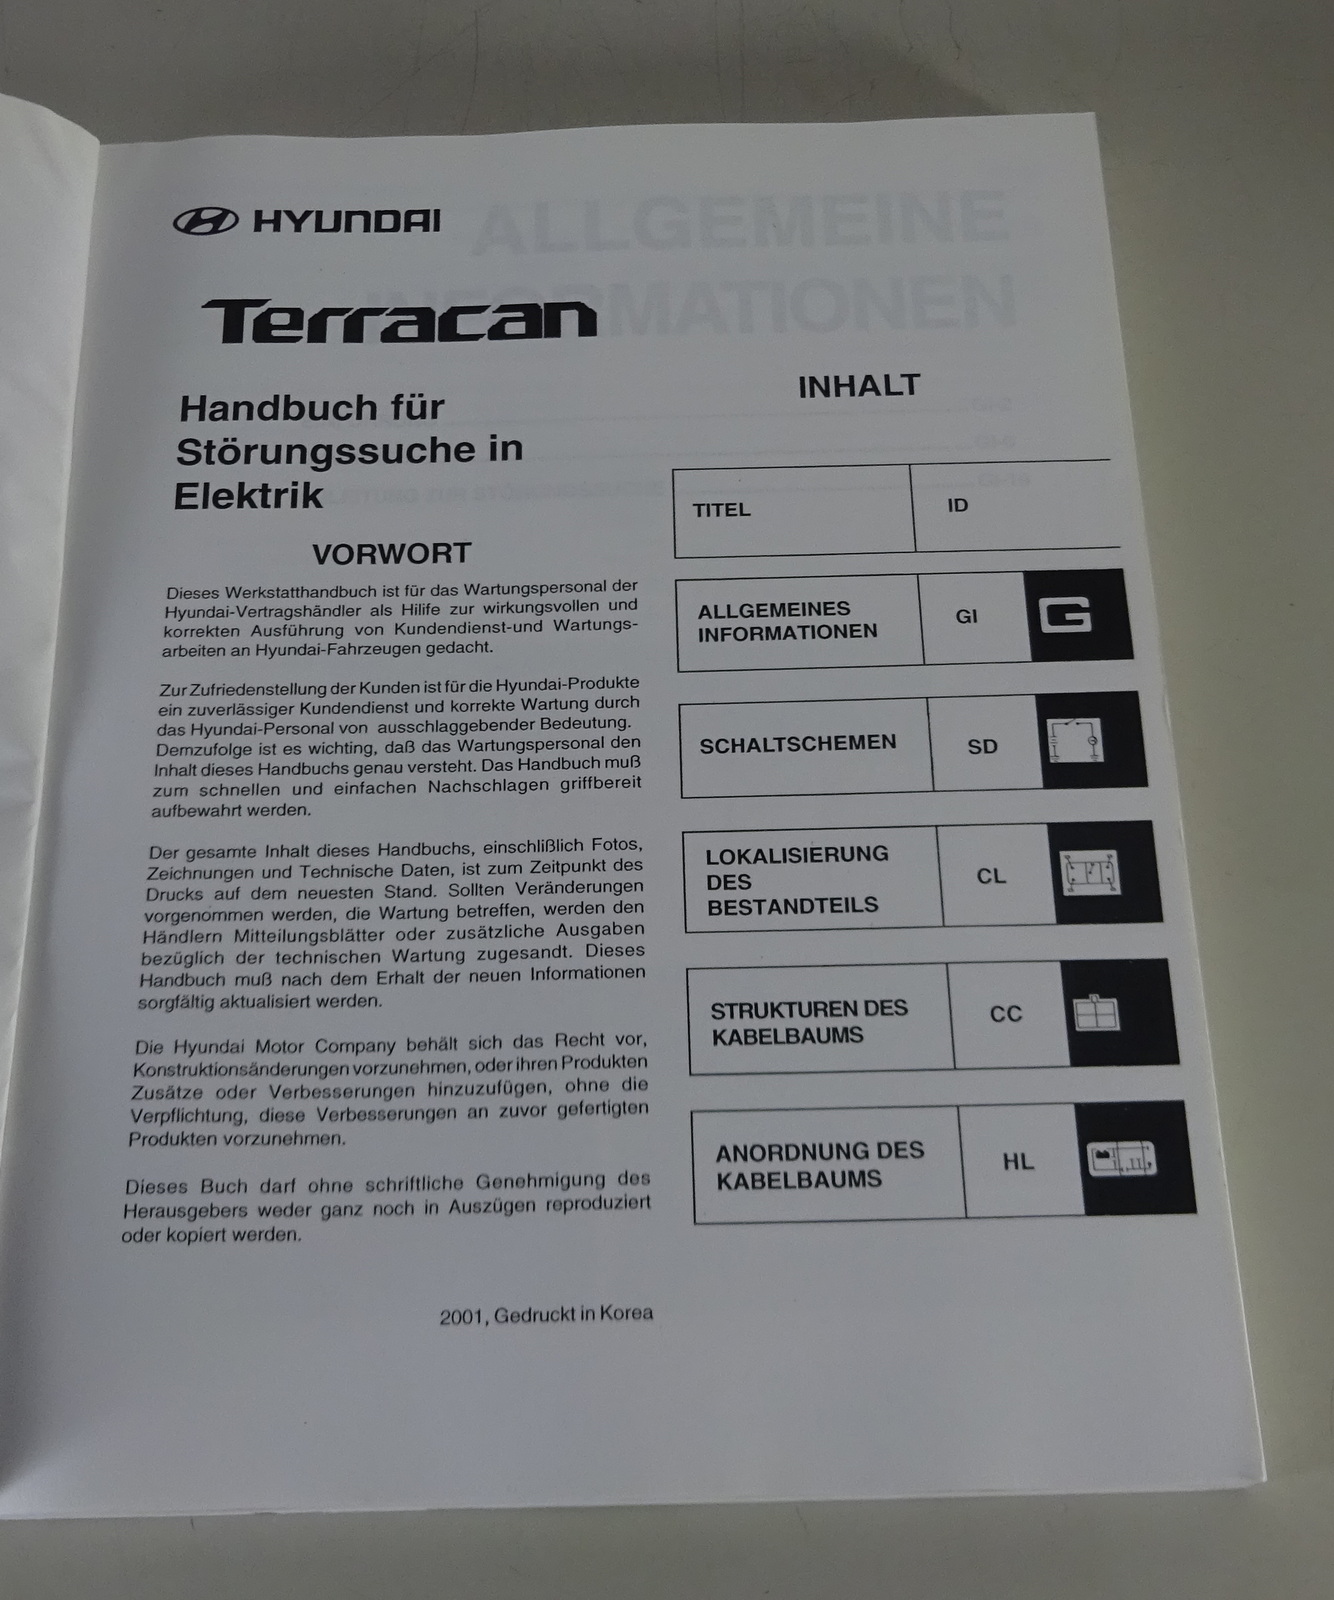 HYUNDAI
Terracan
Handbuch für
Störungssuche in
Elektrik
VORWORT
Dieses Werkstatthandbuch ist für das Wartungspersonal der
Hyundai-Vertragshändler als Hilife zur wirkungsvollen und
korrekten Ausführung von Kundendienst-und Wartungs-
arbeiten an Hyundai-Fahrzeugen gedacht.
Zur Zufriedenstellung der Kunden ist für die Hyundai-Produkte
ein zuverlässiger Kundendienst und korrekte Wartung durch
das Hyundai-Personal von ausschlaggebender Bedeutung.
Demzufolge ist es wichting, daß das Wartungspersonal den
Inhalt dieses Handbuchs genau versteht. Das Handbuch muß
zum schnellen und einfachen Nachschlagen griffbereit
aufbewahrt werden.
Der gesamte Inhalt dieses Handbuchs, einschlißlich Fotos,
Zeichnungen und Technische Daten, ist zum Zeitpunkt des
Drucks auf dem neuesten Stand. Sollten Veränderungen
vorgenommen werden, die Wartung betreffen, werden den
Händlern Mitteilungsblätter oder zusätzliche Ausgaben
bezüglich der technischen Wartung zugesandt. Dieses
Handbuch muß nach dem Erhalt der neuen Informationen
sorgfältig aktualisiert werden.
Die Hyundai Motor Company behält sich das Recht vor,
Konstruktionsänderungen vorzunehmen, oder ihren Produkten
Zusätze oder Verbesserungen hinzuzufügen, ohne die
Verpflichtung, diese Verbesserungen an zuvor gefertigten
Produkten vorzunehmen.
Dieses Buch darf ohne schriftliche Genehmigung des
Herausgebers weder ganz noch in Auszügen reproduziert
oder kopiert werden.
2001, Gedruckt in Korea
ALLGEMEINE
INFORMATIONEN
INHALT
TITEL ID
ALLGEMEINES
INFORMATIONEN
GI G
SCHALTSCHEMEN SD
LOKALISIERUNG
DES
BESTANDTEILS
CL
STRUKTUREN DES
KABELBAUMS
CC
ANORDNUNG DES
KABELBAUMS
HL